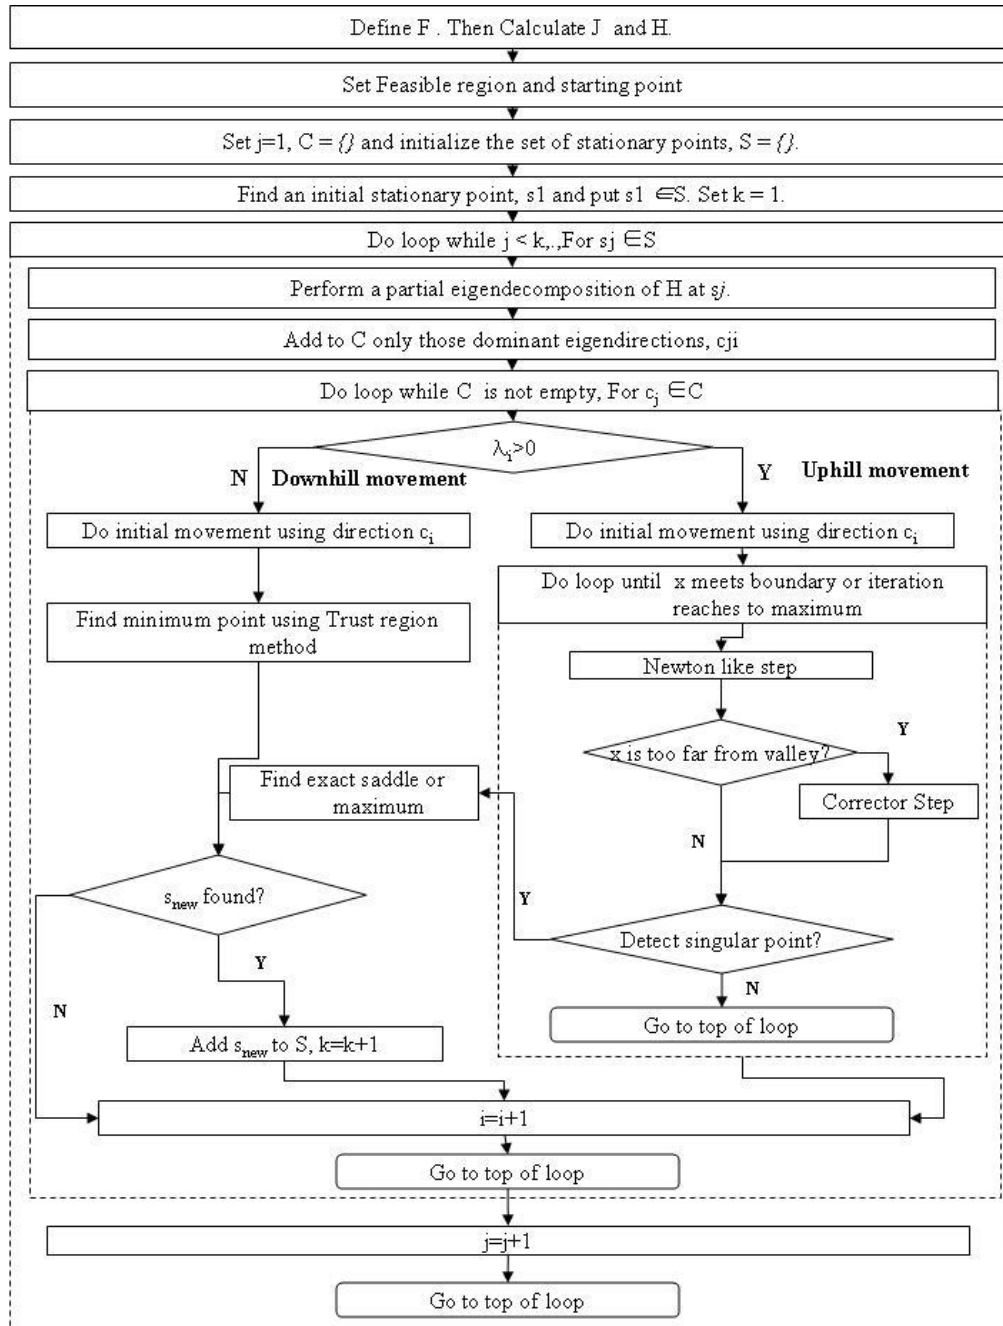 Define F . Then Calculate J and H.
Set Feasible region and starting point
Set j=1, C = {} and initialize the set of stationary points, S = {}.
Find an initial stationary point, s1 and put s1 ∈S. Set k = 1.
Do loop while j < k,.,For sj ∈S
Perform a partial eigendecomposition of H at sj.
Add to C only those dominant eigendirections, cji
Do loop while C is not empty, For cj ∈C
λi>0
N
Downhill movement
Y
Uphill movement
Do initial movement using direction ci
Do initial movement using direction ci
Do loop until x meets boundary or iteration
reaches to maximum
Find minimum point using Trust region
method
Newton like step
x is too far from valley?
Y
Find exact saddle or
maximum
Corrector Step
N
snew found?
Y
Detect singular point?
Y
N
N
Go to top of loop
Add snew to S, k=k+1
i=i+1
Go to top of loop
j=j+1
Go to top of loop